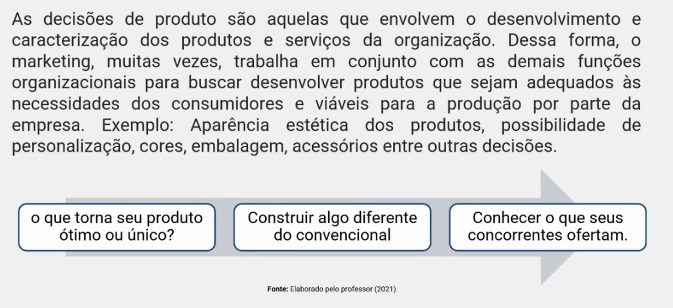 As decisões de produto são aquelas que envolvem o desenvolvimento e
caracterização dos produtos e serviços da organização. Dessa forma, o
marketing, muitas vezes, trabalha em conjunto com as demais funções
organizacionais para buscar desenvolver produtos que sejam adequados às
necessidades dos consumidores e viáveis para a produção por parte da
empresa. Exemplo: Aparência estética dos produtos, possibilidade de
personalização, cores, embalagem, acessórios entre outras decisões.
o que torna seu produto
ótimo ou único?
Construir algo diferente
do convencional
Conhecer o que seus
concorrentes ofertam.
Fonte: Elaborado pelo professor (2021)